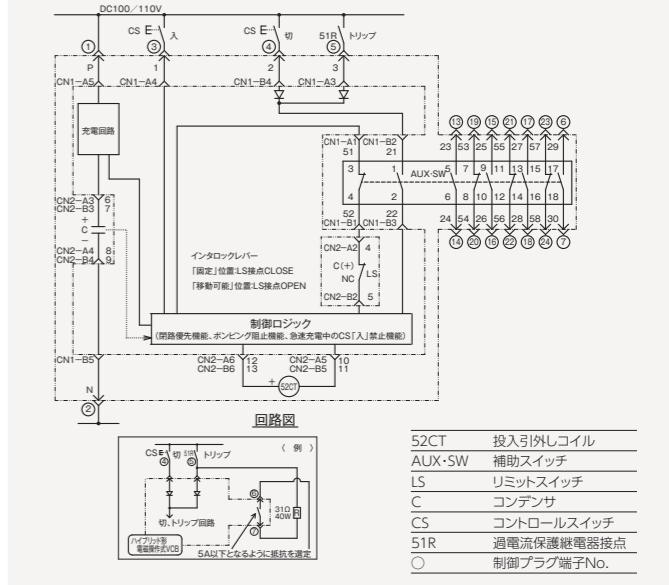 DC100/110V
CS 入
CS 切
51R トリップ
① ③ ④ ⑤
P 1 2 3
CN1-A5 CN1-A4 CN1-B4 CN1-A3
充電回路
⑬ ⑲ ⑮ ㉑ ⑰ ㉓ ⑥
23 53 25 55 27 57 29
CN1-A1 CN1-B2
51 21
3 1 AUX·SW 5 7 9 11 13 15 17
4 2 6 8 10 12 14 16 18
52 22
CN1-B1 CN1-B3
24 54 26 56 28 58 30
⑭ ⑳ ⑯ ㉒ ⑱ ㉔ ⑦
CN2-A3 6
CN2-B3 7
+
C
−
CN2-A4 8
CN2-B4 9
CN2-A2 4
C(+)
NC LS
CN2-B2 5
インタロックレバー
「固定」位置:LS接点CLOSE
「移動可能」位置:LS接点OPEN
制御ロジック
(閉路優先機能、ポンピング阻止機能、急速充電中のCS「入」禁止機能)
CN1-B5
CN2-A6 12 CN2-A5 10
CN2-B6 13 CN2-B5 11
+ 52CT
N
②
回路図
(例)
CS 切 51R トリップ
④ ⑤
⑥
31Ω
40W R
⑦
切、トリップ回路
ハイブリッド形
電磁操作式VCB
5A以下となるように抵抗を選定
52CT 投入引外しコイル
AUX·SW 補助スイッチ
LS リミットスイッチ
C コンデンサ
CS コントロールスイッチ
51R 過電流保護継電器接点
○ 制御プラグ端子No.